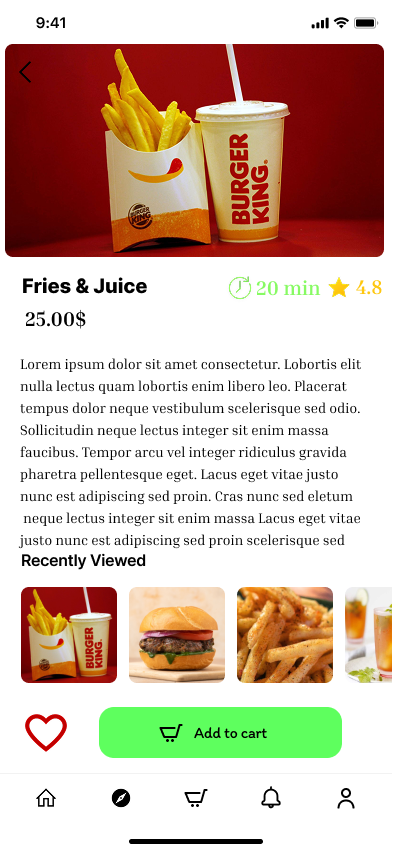 9:41
BURGER
KING
BURGER
KING
Fries & Juice
20 min
4.8
25.00$
Lorem ipsum dolor sit amet consectetur. Lobortis elit
nulla lectus quam lobortis enim libero leo. Placerat
tempus dolor neque vestibulum scelerisque sed odio.
Sollicitudin neque lectus integer sit enim massa
faucibus. Tempor arcu vel integer ridiculus gravida
pharetra pellentesque eget. Lacus eget vitae justo
nunc est adipiscing sed proin. Cras nunc sed eletum
neque lectus integer sit enim massa Lacus eget vitae
justo nunc est adipiscing sed proin scelerisque sed
Recently Viewed
BURGER
KING
Add to cart